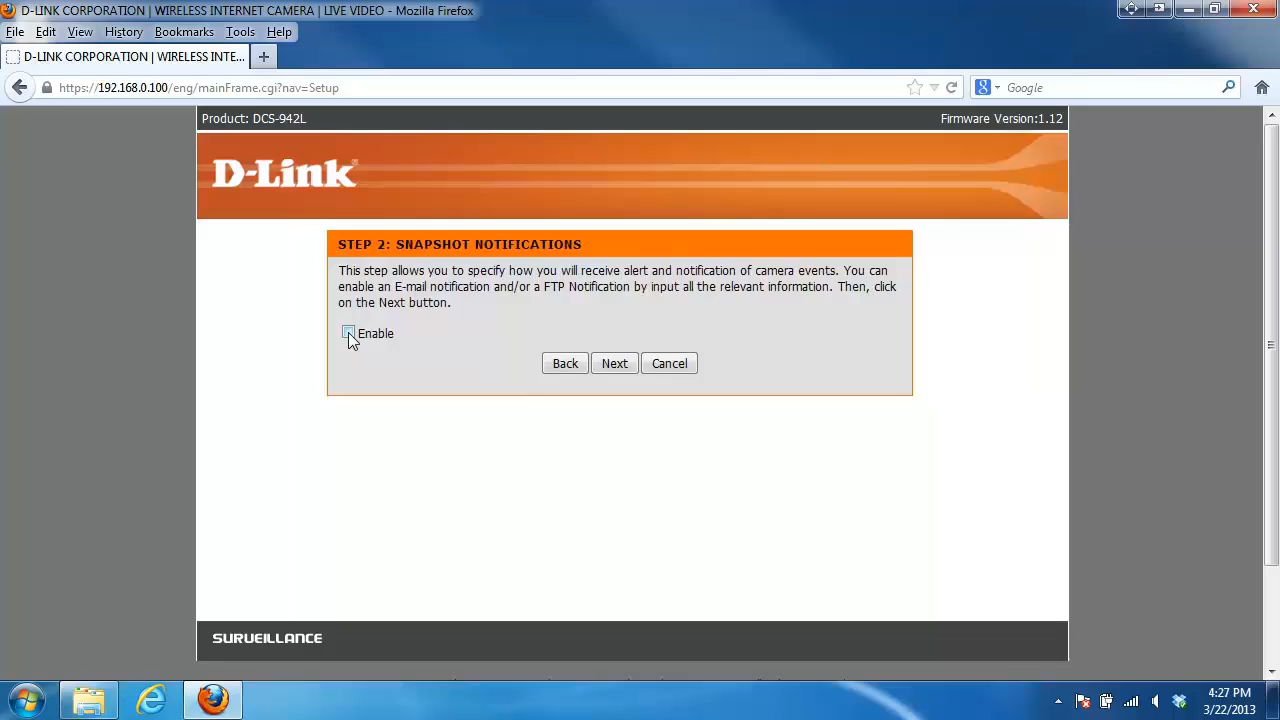 D-LINK CORPORATION | WIRELESS INTERNET CAMERA | LIVE VIDEO - Mozilla Firefox
File Edit View History Bookmarks Tools Help
D-LINK CORPORATION | WIRELESS INTE...
https://192.168.0.100/eng/mainFrame.cgi?nav=Setup
Google
Product: DCS-942L
Firmware Version:1.12
D-Link®
STEP 2: SNAPSHOT NOTIFICATIONS
This step allows you to specify how you will receive alert and notification of camera events. You can
enable an E-mail notification and/or a FTP Notification by input all the relevant information. Then, click
on the Next button.
Enable
Back Next Cancel
SURVEILLANCE
4:27 PM
3/22/2013